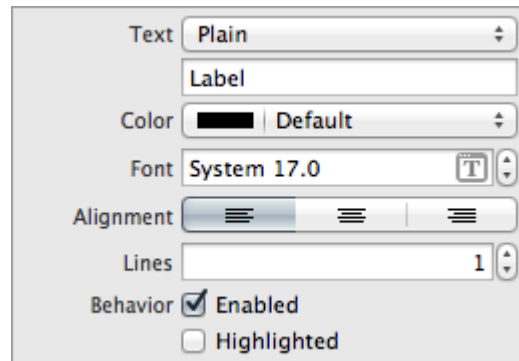 Text Plain
Label
Color Default
Font System 17.0 T
Alignment
Lines 1
Behavior Enabled
Highlighted